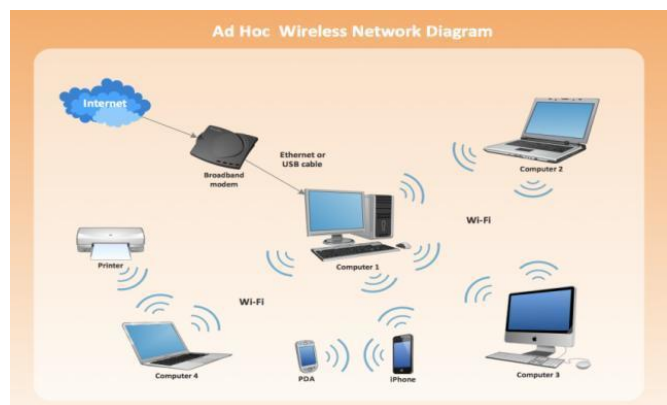 Ad Hoc Wireless Network Diagram
Internet
Ethernet or
USB cable
Broadband
modem
Computer 2
Wi-Fi
Printer
Computer 1
Wi-Fi
Computer 4
PDA
iPhone
Computer 3